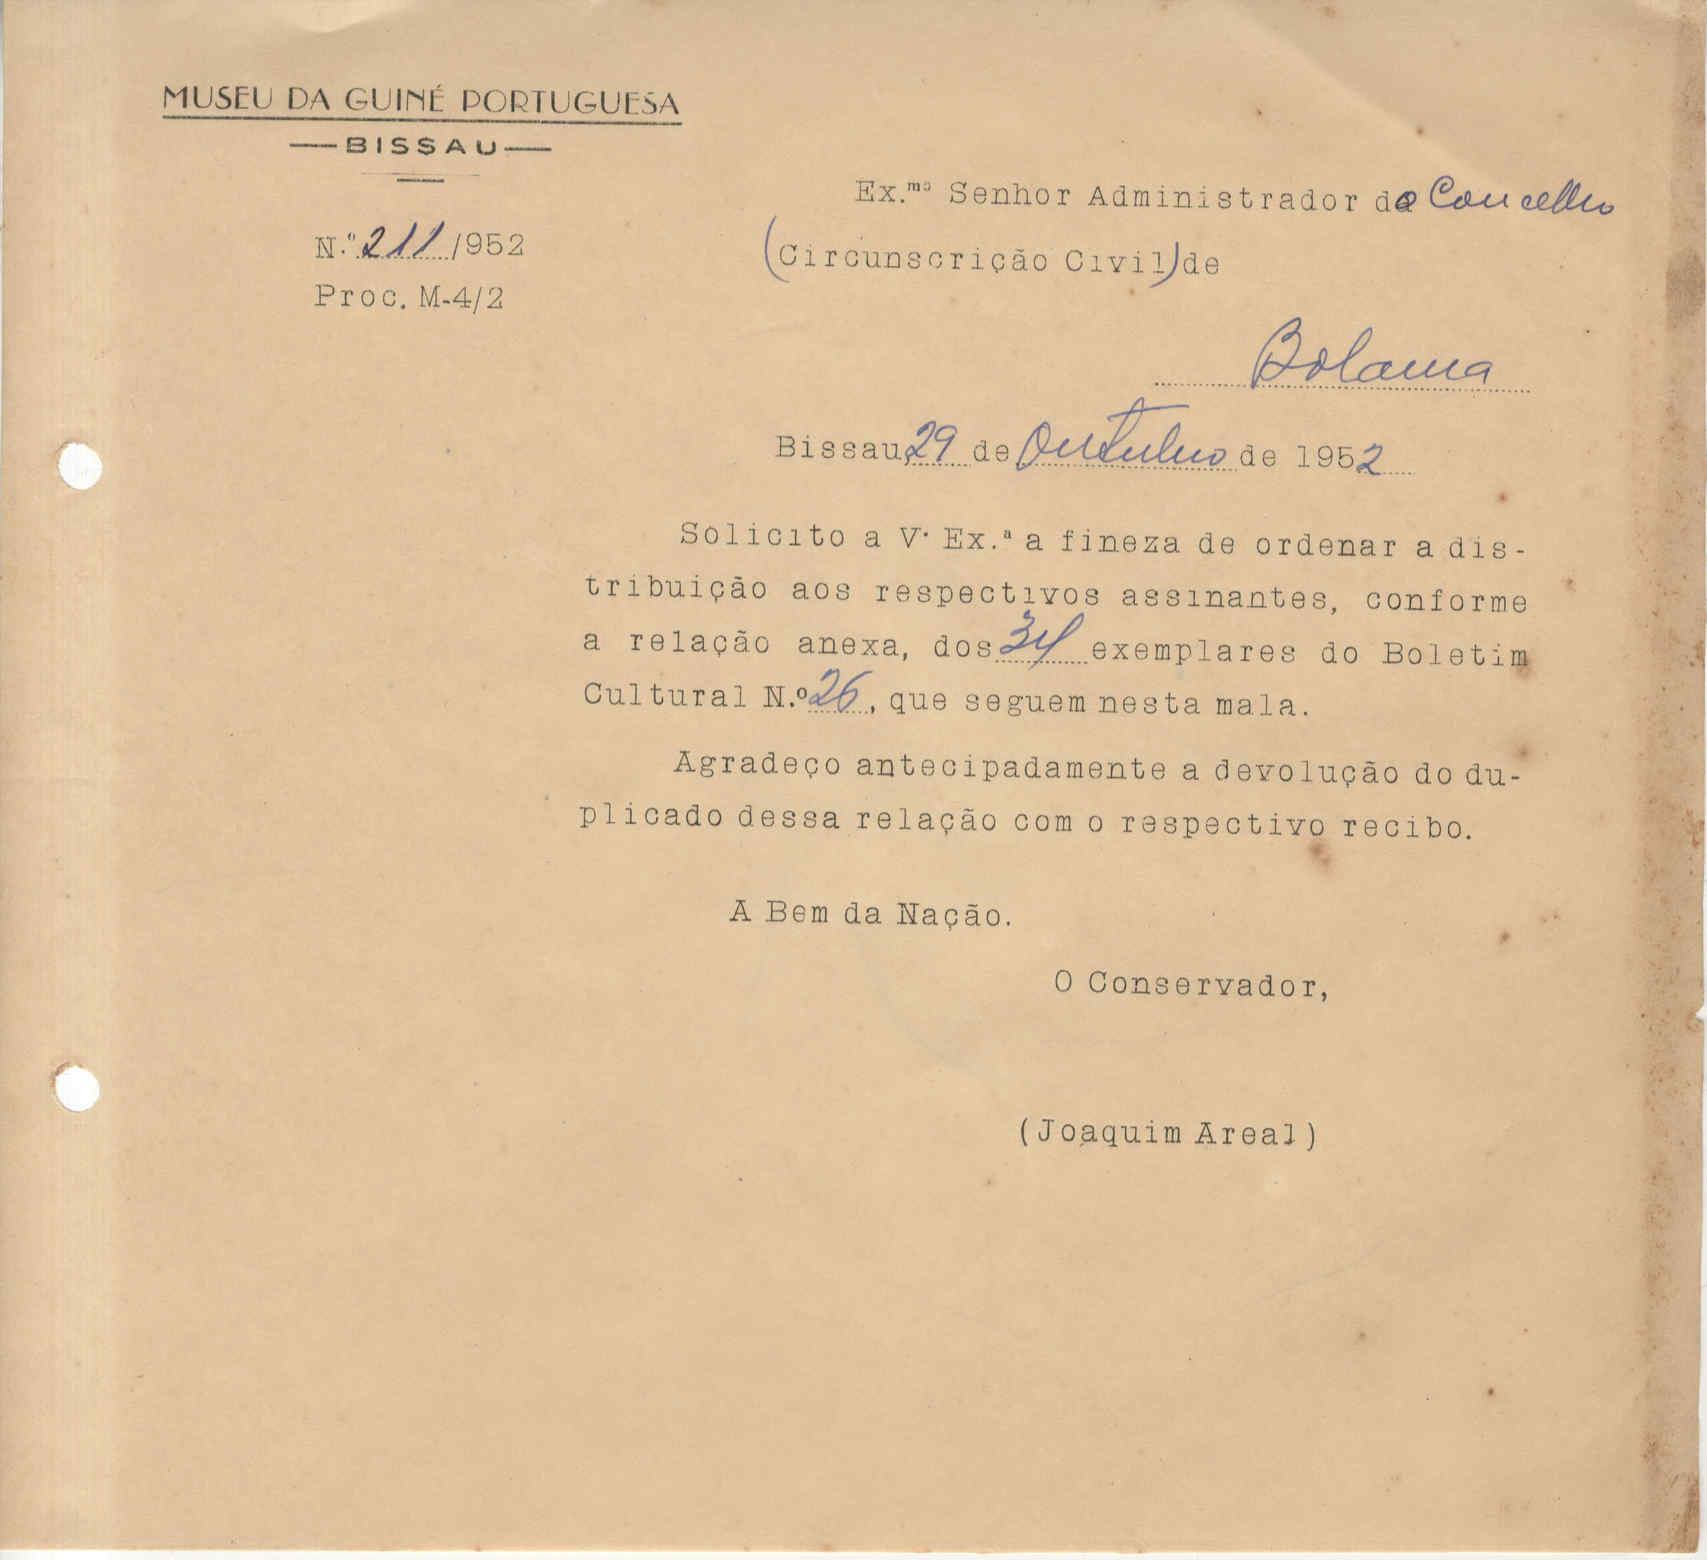 MUSEU DA GUINÉ PORTUGUESA
— BISSAU —
N.º 211/952
Proc. M-4/2
Ex.mo Senhor Administrador do Concelho
(Circunscrição Civil) de
Bolama
Bissau, 29 de Outubro de 1952
Solicito a V. Ex.ª a fineza de ordenar a dis-
tribuição aos respectivos assinantes, conforme
a relação anexa, dos 34 exemplares do Boletim
Cultural N.º 26, que seguem nesta mala.
Agradeço antecipadamente a devolução do du-
plicado dessa relação com o respectivo recibo.
A Bem da Nação.
O Conservador,
(Joaquim Areal)